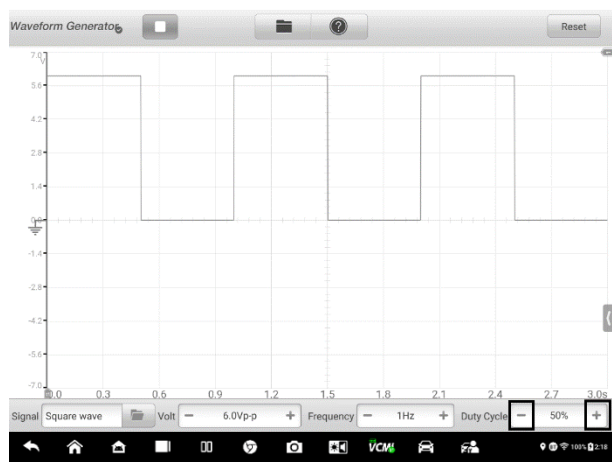 Waveform Generator
Reset
7.0
V
5.6
4.2
2.8
1.4
0.0
-1.4
-2.8
-4.2
-5.6
-7.0
0.0 0.3 0.6 0.9 1.2 1.5 1.8 2.1 2.4 2.7 3.0s
Signal Square wave Volt − 6.0Vp-p + Frequency − 1Hz + Duty Cycle − 50% +
VCMI 100% 2:18